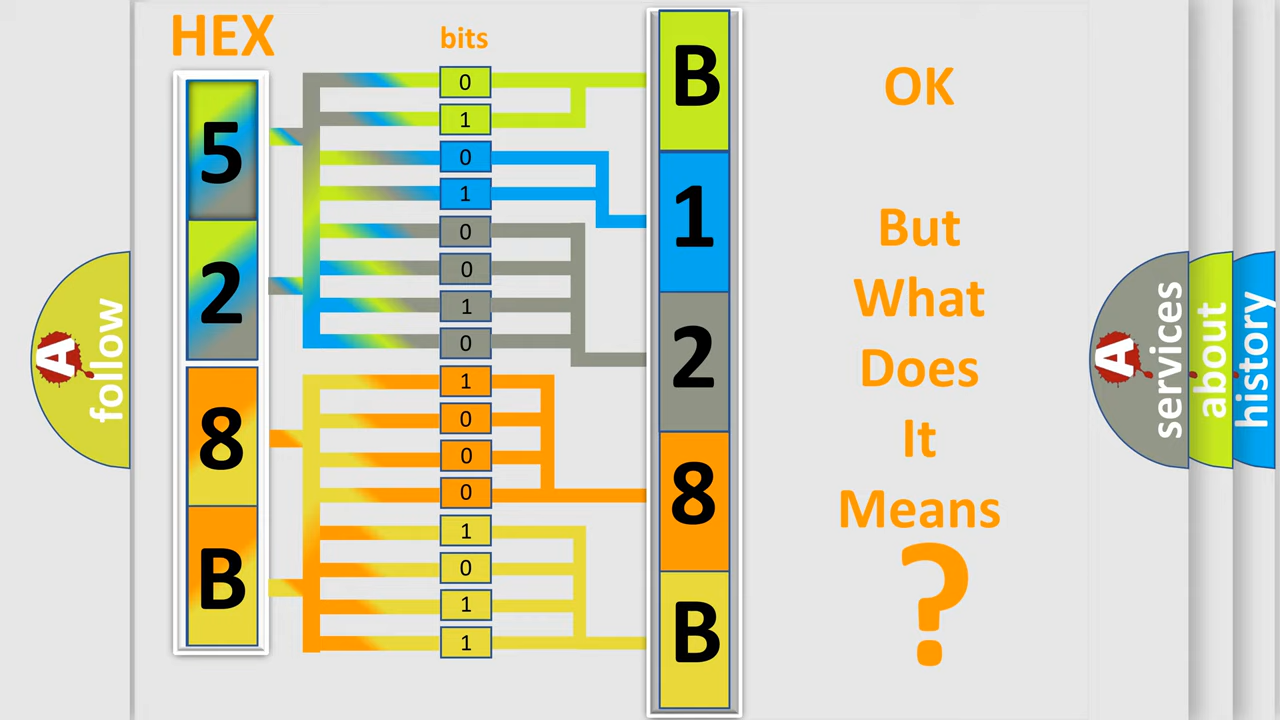 HEX
5
2
8
B
bits
0
1
0
1
0
0
1
0
1
0
0
0
1
0
1
1
B
1
2
8
B
OK
But
What
Does
It
Means
?
A
follow
A
services
about
history